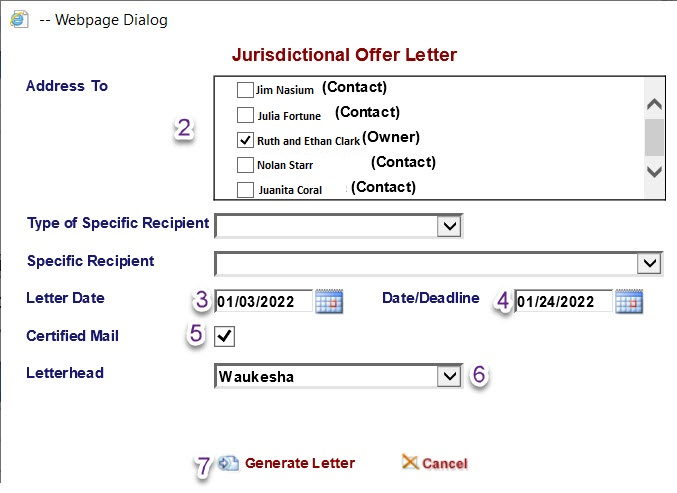 -- Webpage Dialog
Jurisdictional Offer Letter
Address To
Jim Nasium (Contact)
Julia Fortune (Contact)
2
Ruth and Ethan Clark (Owner)
Nolan Starr (Contact)
Juanita Coral (Contact)
Type of Specific Recipient
Specific Recipient
Letter Date 3 01/03/2022 Date/Deadline 4 01/24/2022
Certified Mail 5
Letterhead Waukesha 6
7 Generate Letter Cancel